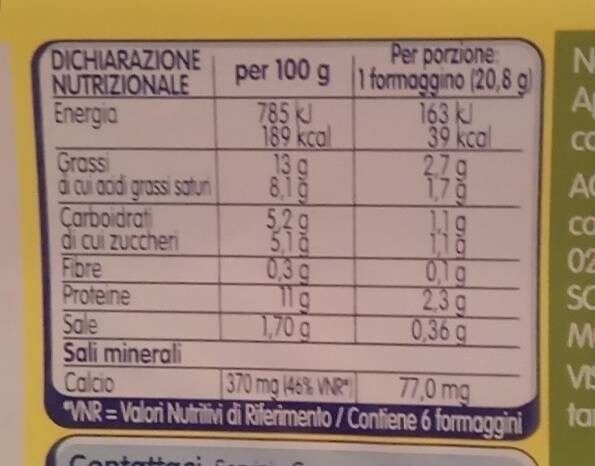 DICHIARAZIONE NUTRIZIONALE per 100 g Per porzione: 1 formaggino (20,8 g)
Energia 785 kJ 163 kJ
189 kcal 39 kcal
Grassi 13 g 2,7 g
di cui acidi grassi saturi 8,1 g 1,7 g
Carboidrati 5,2 g 1,1 g
di cui zuccheri 5,1 g 1,1 g
Fibre 0,3 g 0,1 g
Proteine 11 g 2,3 g
Sale 1,70 g 0,36 g
Sali minerali
Calcio 370 mg (46% VNR*) 77,0 mg
*VNR = Valori Nutritivi di Riferimento / Contiene 6 formaggini